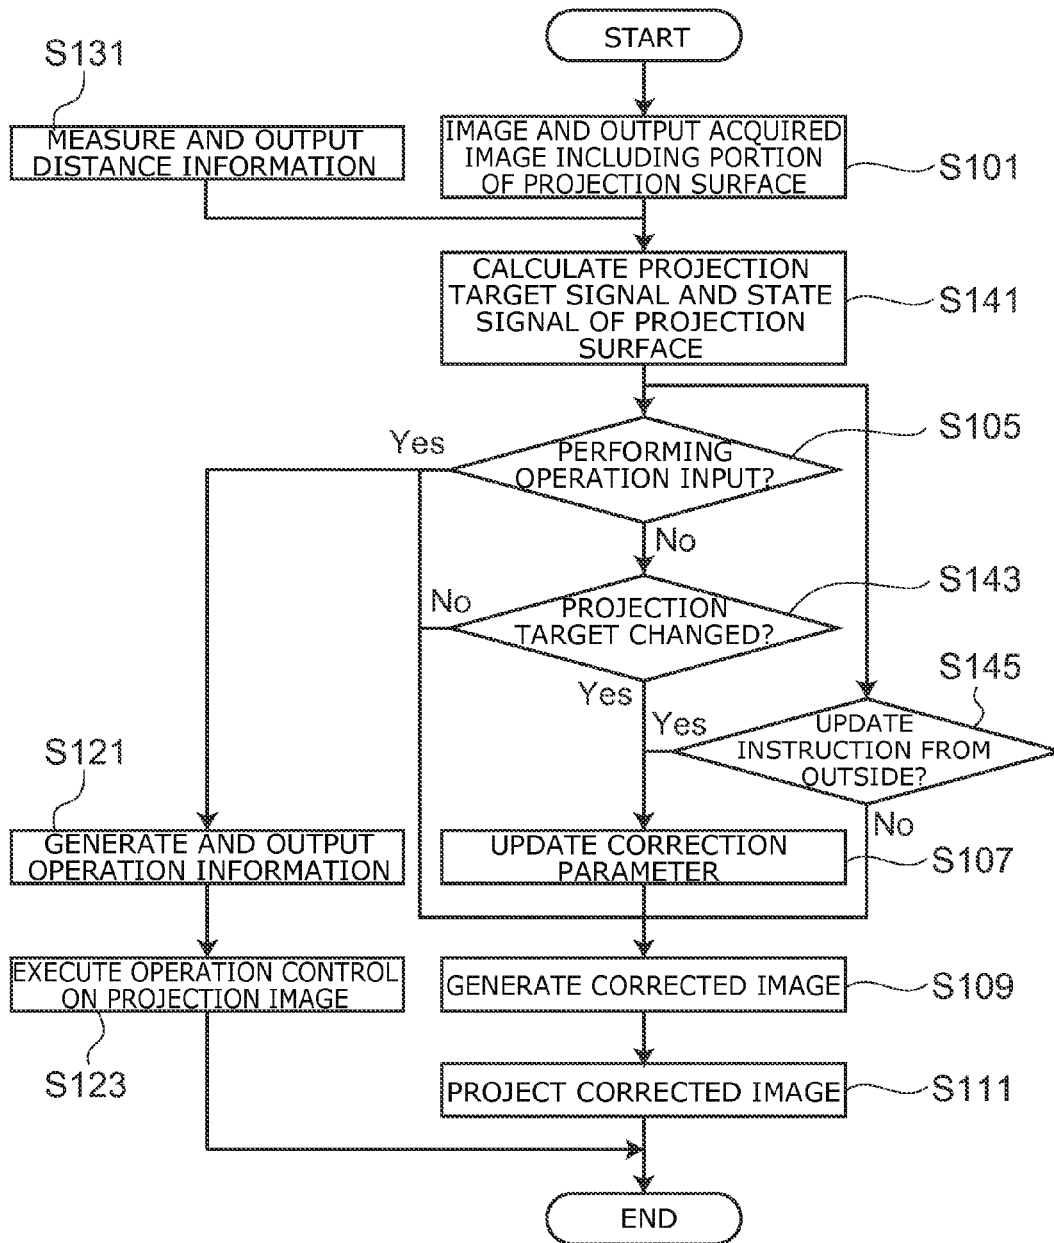 START
S131
MEASURE AND OUTPUT
DISTANCE INFORMATION
IMAGE AND OUTPUT ACQUIRED
IMAGE INCLUDING PORTION
OF PROJECTION SURFACE
S101
CALCULATE PROJECTION
TARGET SIGNAL AND STATE
SIGNAL OF PROJECTION
SURFACE
S141
Yes
PERFORMING
OPERATION INPUT?
S105
No
No
PROJECTION
TARGET CHANGED?
S143
Yes
Yes
UPDATE
INSTRUCTION FROM
OUTSIDE?
S145
No
S121
GENERATE AND OUTPUT
OPERATION INFORMATION
UPDATE CORRECTION
PARAMETER
S107
EXECUTE OPERATION CONTROL
ON PROJECTION IMAGE
S123
GENERATE CORRECTED IMAGE
S109
PROJECT CORRECTED IMAGE
S111
END